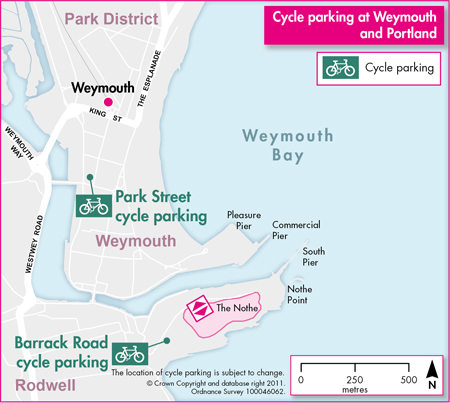 Park District
Cycle parking at Weymouth
and Portland
Cycle parking
Weymouth
KING ST
THE ESPLANADE
WEYMOUTH
WAY
Weymouth
Bay
WESTWEY ROAD
Park Street
cycle parking
Weymouth
Pleasure
Pier
Commercial
Pier
South
Pier
Nothe
Point
The Nothe
Barrack Road
cycle parking
Rodwell
The location of cycle parking is subject to change.
© Crown Copyright and database right 2011.
Ordnance Survey 100046062.
0 250 500
metres
N